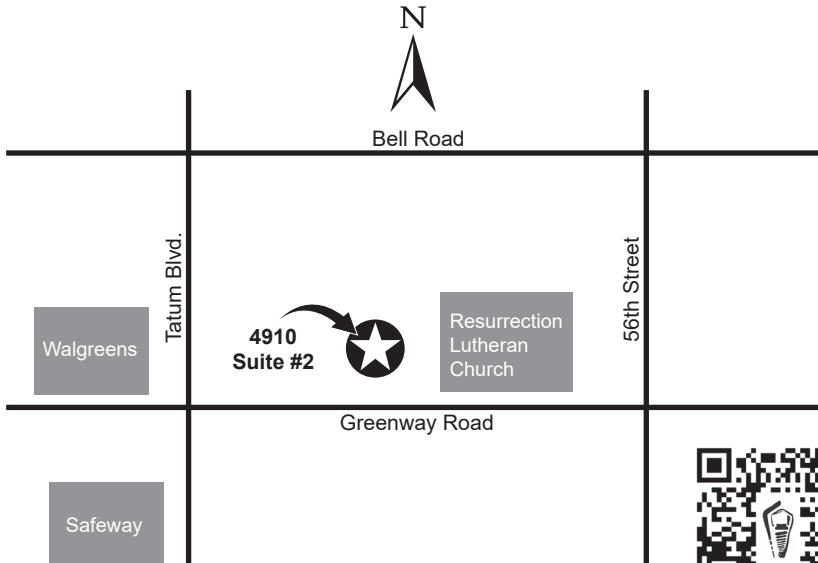 N
Bell Road
Tatum Blvd.
56th Street
Walgreens
4910
Suite #2
Resurrection
Lutheran
Church
Greenway Road
Safeway